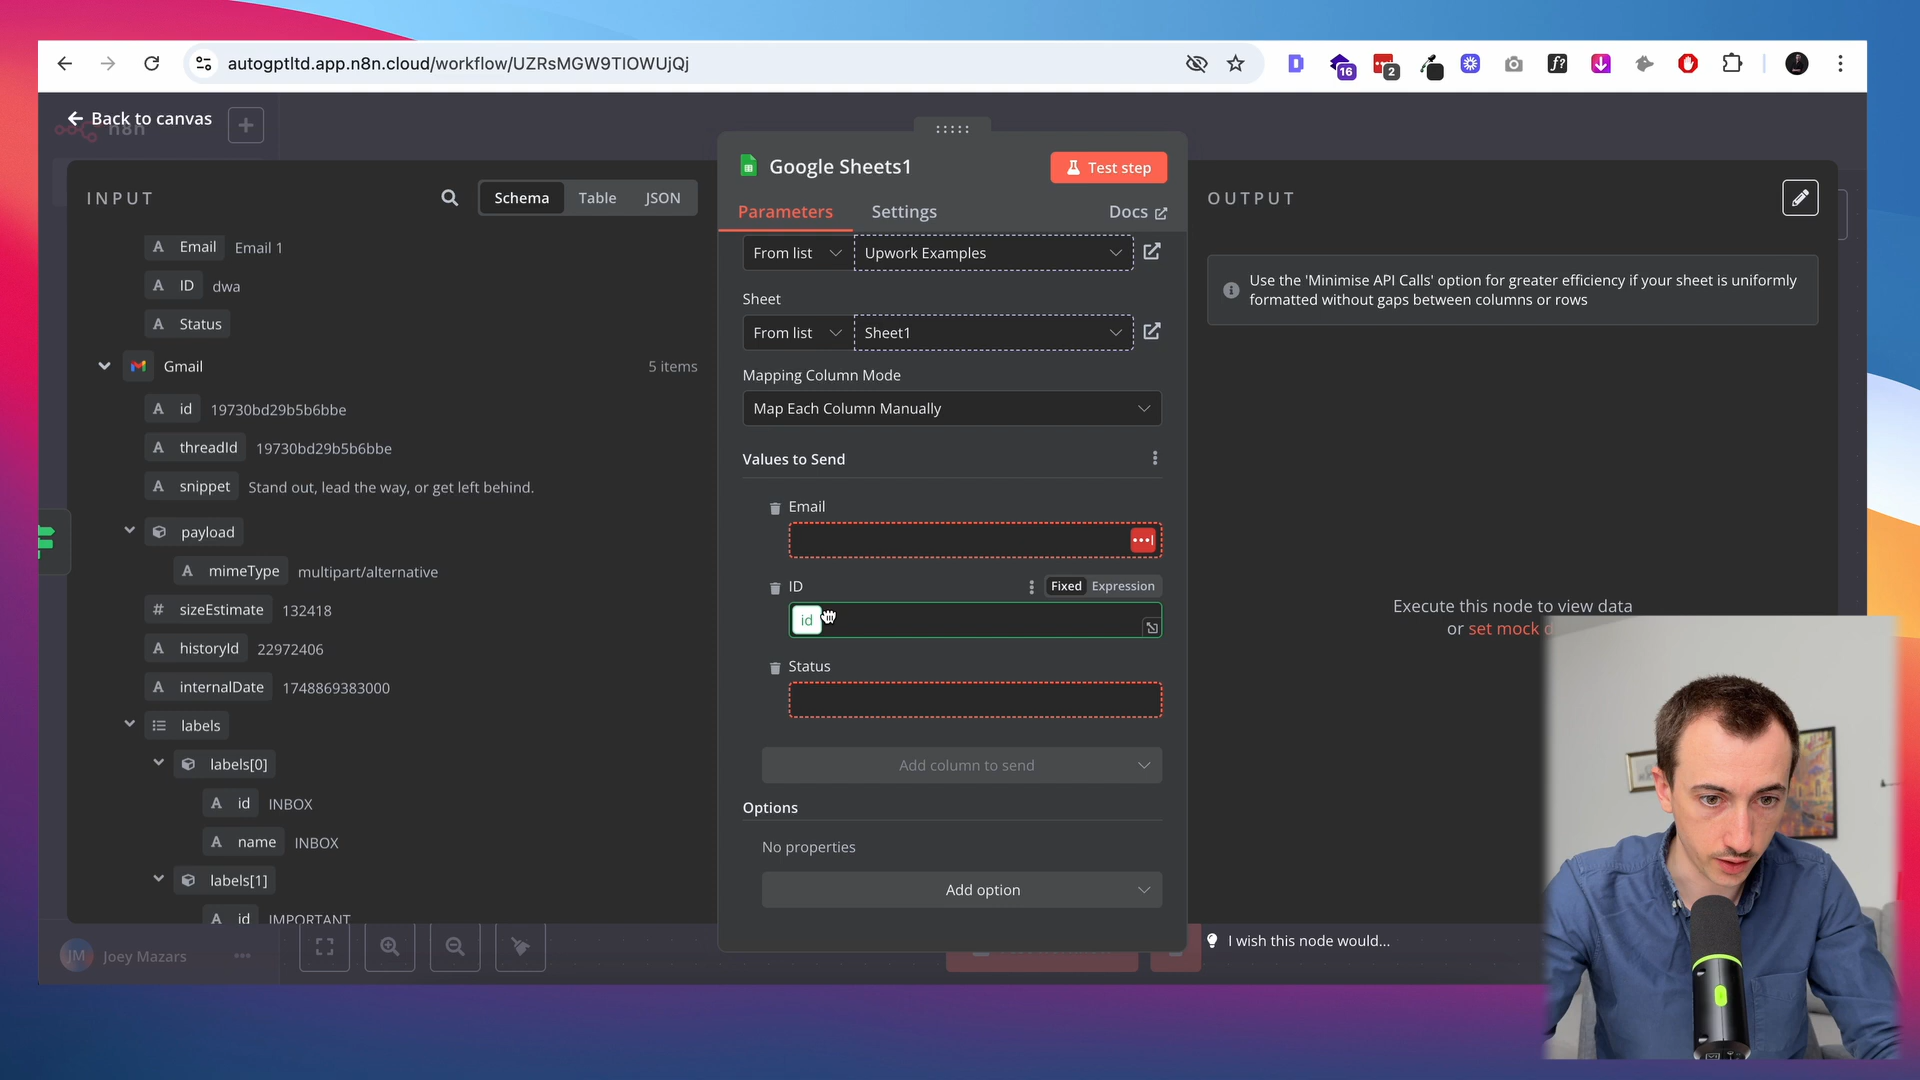 autogptltd.app.n8n.cloud/workflow/UZRsMGW9TIOWUjQj
16
2
f?
Back to canvas
n8n
INPUT
Schema
Table
JSON
A Email Email 1
A ID dwa
A Status
Gmail
5 items
A id 19730bd29b5b6bbe
A threadId 19730bd29b5b6bbe
A snippet Stand out, lead the way, or get left behind.
payload
A mimeType multipart/alternative
# sizeEstimate 132418
A historyId 22972406
A internalDate 1748869383000
labels
labels[0]
A id INBOX
A name INBOX
labels[1]
A id IMPORTANT
JM Joey Mazars
Google Sheets1
Test step
Parameters
Settings
Docs
From list
Upwork Examples
Sheet
From list
Sheet1
Mapping Column Mode
Map Each Column Manually
Values to Send
Email
ID
Fixed
Expression
id
Status
Add column to send
Options
No properties
Add option
OUTPUT
Use the 'Minimise API Calls' option for greater efficiency if your sheet is uniformly
formatted without gaps between columns or rows
Execute this node to view data
or set mock d
I wish this node would...